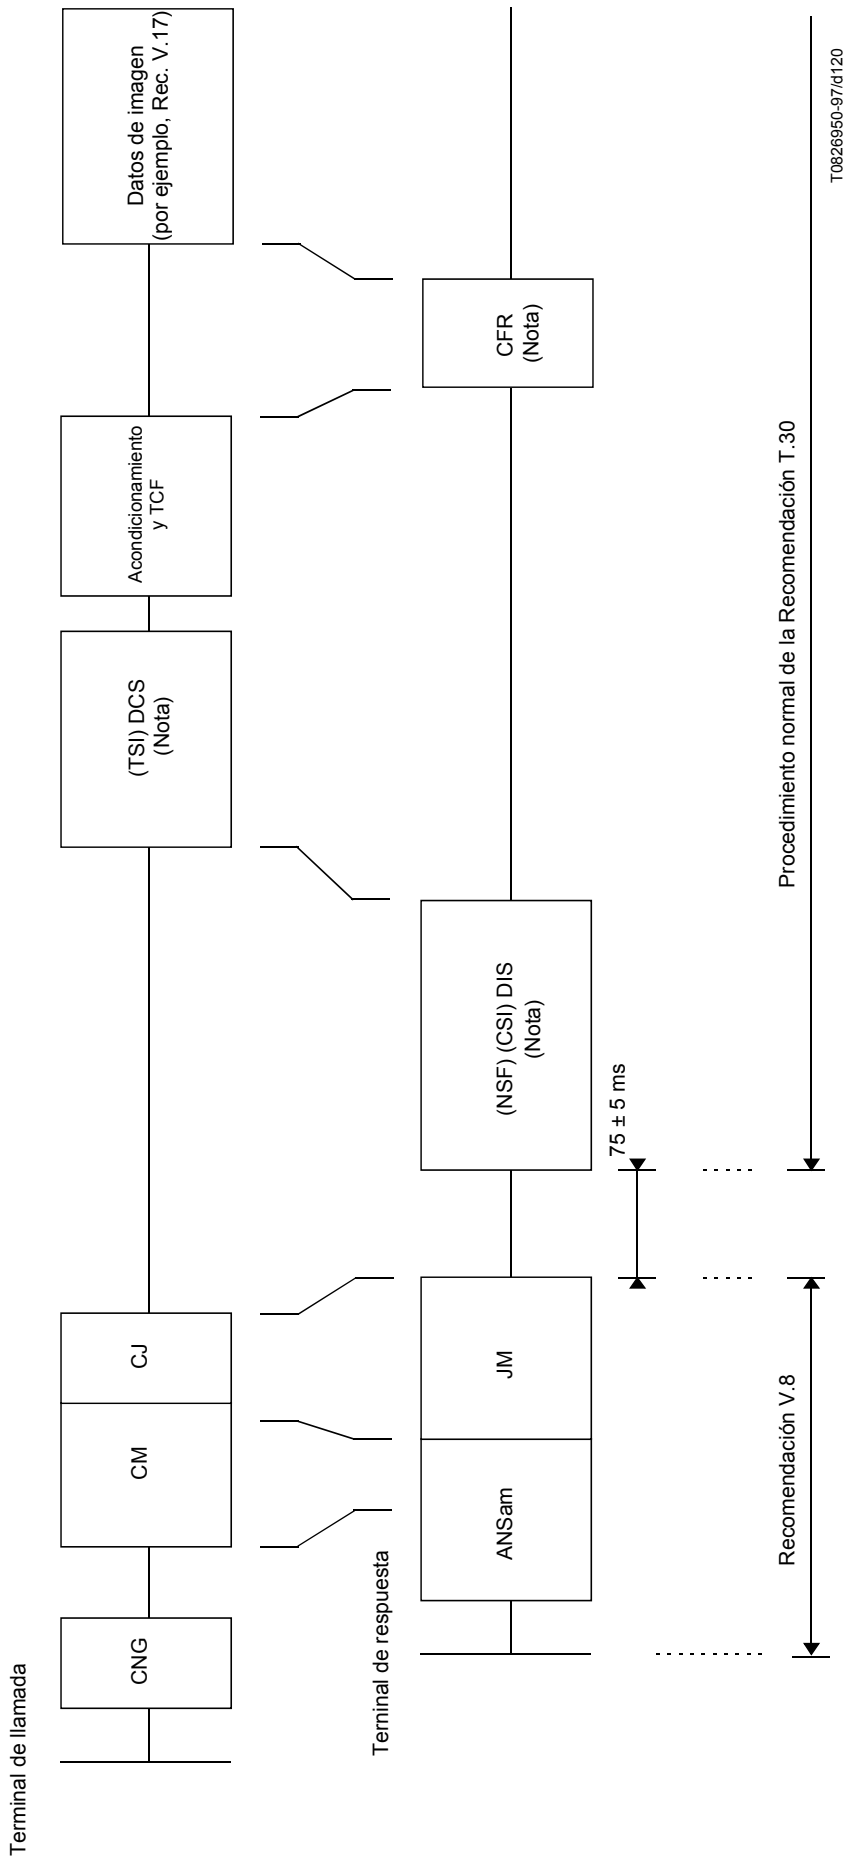 Terminal de llamada
CNG
CM
CJ
(TSI) DCS
(Nota)
Acondicionamiento
y TCF
Datos de imagen
(por ejemplo, Rec. V.17)
Terninal de respuesta
ANSam
JM
(NSF) (CSI) DIS
(Nota)
CFR
(Nota)
75 ± 5 ms
Recomendación V.8
Procedimiento normal de la Recomendación T.30
T0826950-97/d120